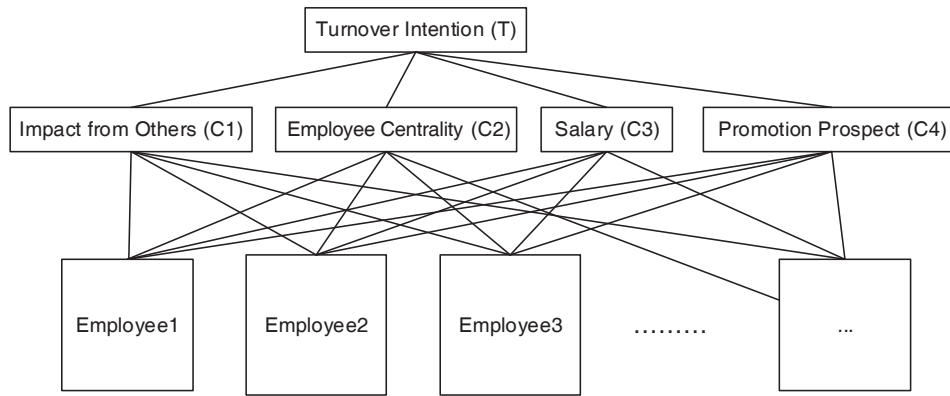 Turnover Intention (T)
Impact from Others (C1)
Employee Centrality (C2)
Salary (C3)
Promotion Prospect (C4)
Employee1
Employee2
Employee3
.........
...